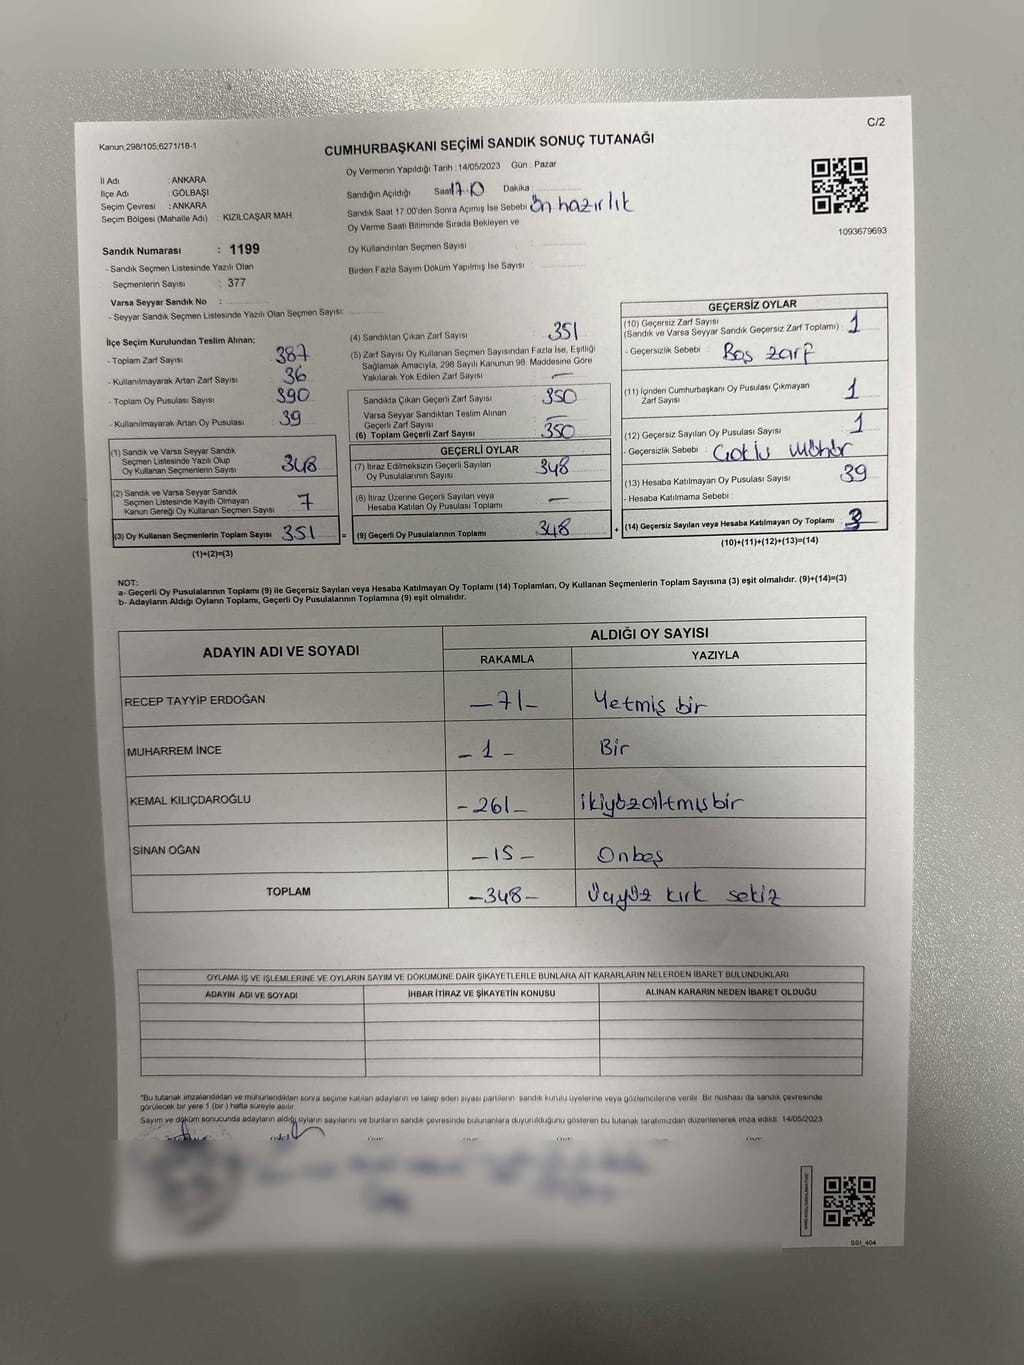 C/2
Kanun,298/105;6271/18-1
CUMHURBAŞKANI SEÇİMİ SANDIK SONUÇ TUTANAĞI
Oy Vermenin Yapıldığı Tarih : 14/05/2023 Gün : Pazar
İl Adı : ANKARA
İlçe Adı : GÖLBAŞI
Seçim Çevresi : ANKARA
Seçim Bölgesi (Mahalle Adı) : KIZILCAŞAR MAH.
Sandığın Açıldığı Saat 17.10 Dakika :
Sandık Saat 17.00'den Sonra Açımış İse Sebebi Ön hazırlık
Oy Verme Saati Bitiminde Sırada Bekleyen ve
Oy Kullandırılan Seçmen Sayısı :
Birden Fazla Sayım Döküm Yapılmış İse Sayısı :
1093679693
Sandık Numarası : 1199
- Sandık Seçmen Listesinde Yazılı Olan
Seçmenlerin Sayısı : 377
Varsa Seyyar Sandık No :
- Seyyar Sandık Seçmen Listesinde Yazılı Olan Seçmen Sayısı:
İlçe Seçim Kurulundan Teslim Alınan;
- Toplam Zarf Sayısı 387
- Kullanılmayarak Artan Zarf Sayısı 36
- Toplam Oy Pusulası Sayısı 390
- Kullanılmayarak Artan Oy Pusulası 39
(1) Sandık ve Varsa Seyyar Sandık
Seçmen Listesinde Yazılı Olup
Oy Kullanan Seçmenlerin Sayısı 348
(2) Sandık ve Varsa Seyyar Sandık
Seçmen Listesinde Kayıtlı Olmayan
Kanun Gereği Oy Kullanan Seçmen Sayısı 7
(3) Oy Kullanan Seçmenlerin Toplam Sayısı 351 =
(1)+(2)=(3)
(4) Sandıktan Çıkan Zarf Sayısı 351
(5) Zarf Sayısı Oy Kullanan Seçmen Sayısından Fazla İse, Eşitliği
Sağlamak Amacıyla, 298 Sayılı Kanunun 98. Maddesine Göre
Yakılarak Yok Edilen Zarf Sayısı —
Sandıkta Çıkan Geçerli Zarf Sayısı 350
Varsa Seyyar Sandıktan Teslim Alınan
Geçerli Zarf Sayısı —
(6) Toplam Geçerli Zarf Sayısı 350
GEÇERLİ OYLAR
(7) İtiraz Edilmeksizin Geçerli Sayılan
Oy Pusulalarının Sayısı 348
(8) İtiraz Üzerine Geçerli Sayılan veya
Hesaba Katılan Oy Pusulası Toplamı —
(9) Geçerli Oy Pusulalarının Toplamı 348 +
GEÇERSİZ OYLAR
(10) Geçersiz Zarf Sayısı
(Sandık ve Varsa Seyyar Sandık Geçersiz Zarf Toplamı) : 1
- Geçersizlik Sebebi : Boş zarf
(11) İçinden Cumhurbaşkanı Oy Pusulası Çıkmayan
Zarf Sayısı 1
(12) Geçersiz Sayılan Oy Pusulası Sayısı 1
- Geçersizlik Sebebi : Çoklu mühür
(13) Hesaba Katılmayan Oy Pusulası Sayısı 39
- Hesaba Katılmama Sebebi :
(14) Geçersiz Sayılan veya Hesaba Katılmayan Oy Toplamı 3
(10)+(11)+(12)+(13)=(14)
NOT:
a- Geçerli Oy Pusulalarının Toplamı (9) ile Geçersiz Sayılan veya Hesaba Katılmayan Oy Toplamı (14) Toplamları, Oy Kullanan Seçmenlerin Toplam Sayısına (3) eşit olmalıdır. (9)+(14)=(3)
b- Adayların Aldığı Oyların Toplamı, Geçerli Oy Pusulalarının Toplamına (9) eşit olmalıdır.
ADAYIN ADI VE SOYADI ALDIĞI OY SAYISI
RAKAMLA YAZIYLA
RECEP TAYYİP ERDOĞAN —71— Yetmiş bir
MUHARREM İNCE —1— Bir
KEMAL KILIÇDAROĞLU —261— ikiyüzaltmışbir
SİNAN OĞAN —15— Onbeş
TOPLAM —348— Üçyüz kırk sekiz
OYLAMA İŞ VE İŞLEMLERİNE VE OYLARIN SAYIM VE DÖKÜMÜNE DAİR ŞİKAYETLERLE BUNLARA AİT KARARLARIN NELERDEN İBARET BULUNDUKLARI
ADAYIN ADI VE SOYADI İHBAR İTİRAZ VE ŞİKAYETİN KONUSU ALINAN KARARIN NEDEN İBARET OLDUĞU
"Bu tutanak imzalandıktan ve mühürlendikten sonra seçime katılan adayların ve talep eden siyasi partilerin sandık kurulu üyelerine veya gözlemcilerine verilir. Bir nüshası da sandık çevresinde
görülecek bir yere 1 (bir) hafta süreyle asılır.
Sayım ve döküm sonucunda adayların aldığı oyların sayılarını ve bunların sandık çevresinde bulunanlara duyurulduğunu gösteren bu tutanak tarafımızdan düzenlenerek imza edildi. 14/05/2023
SSI_404